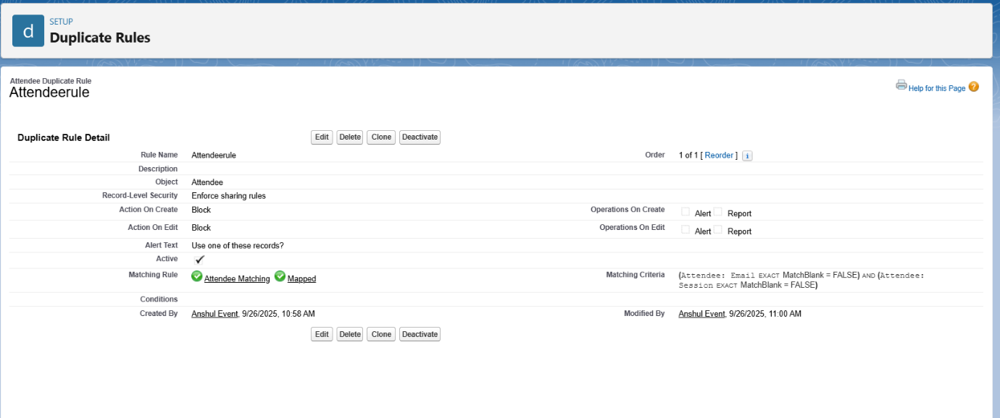 d
SETUP
Duplicate Rules
Attendee Duplicate Rule
Attendeerule
Help for this Page ?
Duplicate Rule Detail Edit Delete Clone Deactivate
Rule Name Attendeerule Order 1 of 1 [ Reorder ] i
Description
Object Attendee
Record-Level Security Enforce sharing rules
Action On Create Block Operations On Create Alert Report
Action On Edit Block Operations On Edit Alert Report
Alert Text Use one of these records?
Active
Matching Rule Attendee Matching Mapped Matching Criteria (Attendee: Email EXACT MatchBlank = FALSE) AND (Attendee:
Session EXACT MatchBlank = FALSE)
Conditions
Created By Anshul Event, 9/26/2025, 10:58 AM Modified By Anshul Event, 9/26/2025, 11:00 AM
Edit Delete Clone Deactivate